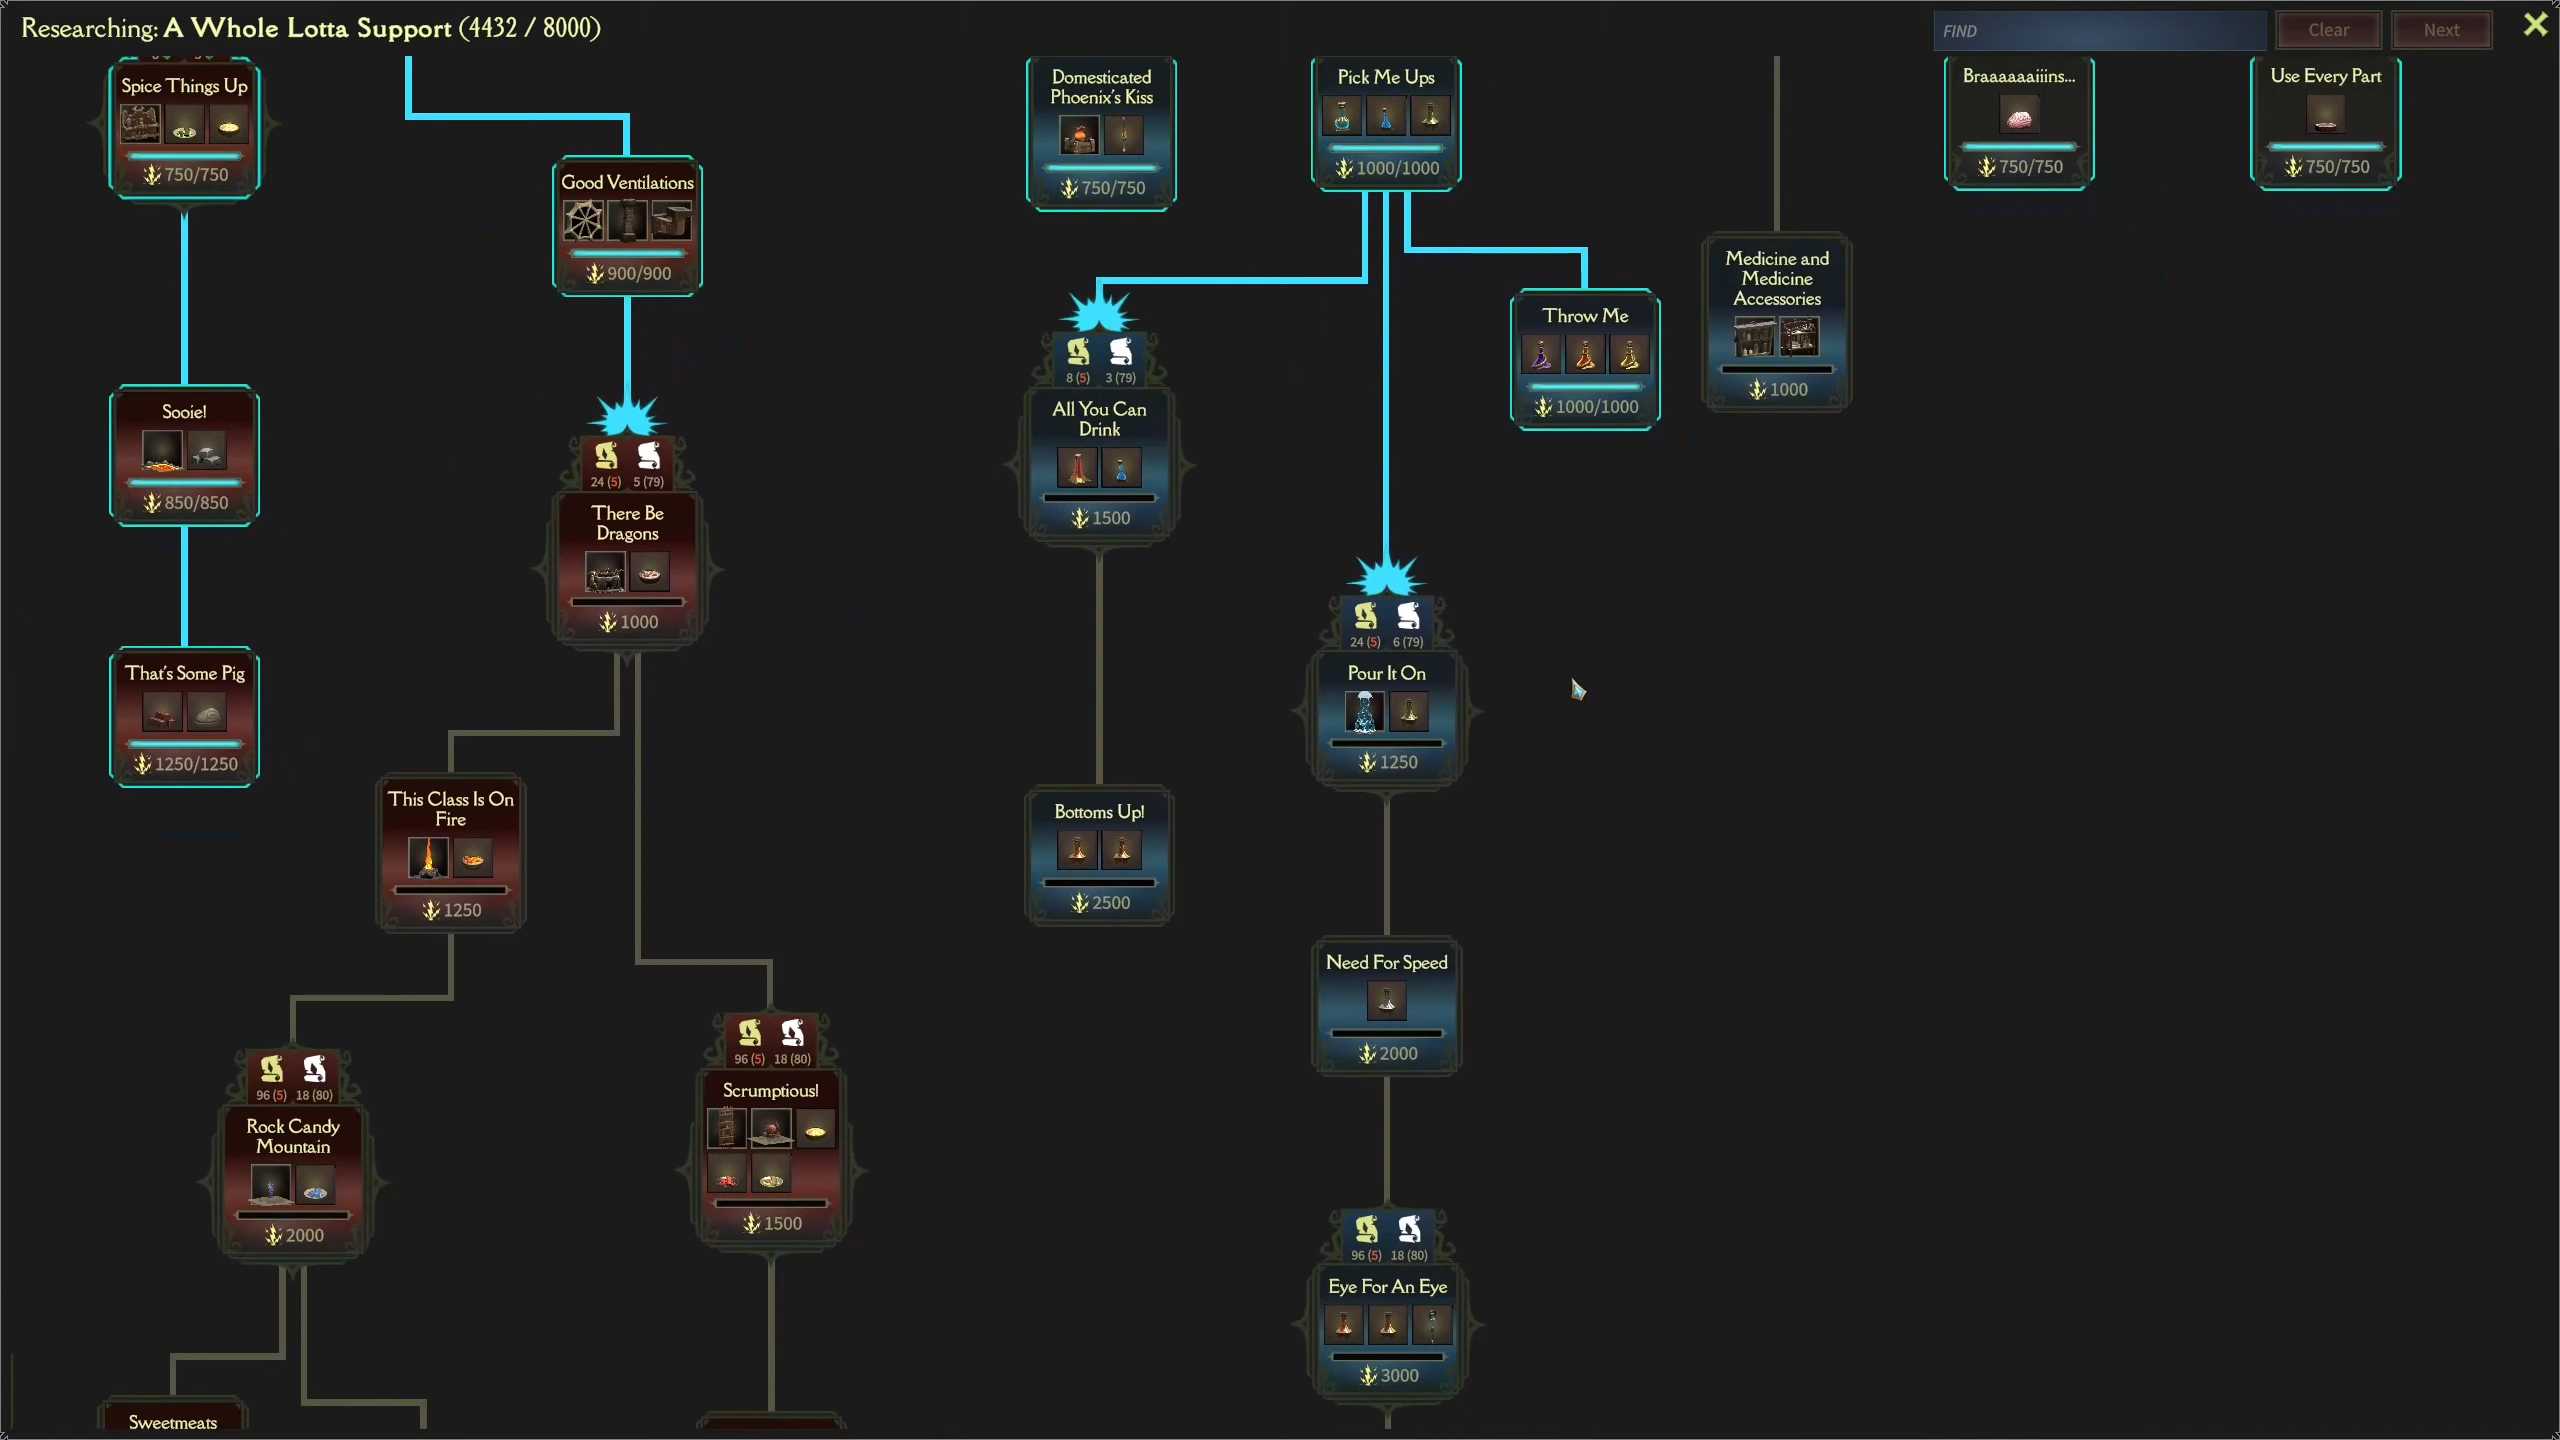 Researching: A Whole Lotta Support (4432 / 8000)
FIND
Clear
Next
Spice Things Up
750/750
Domesticated
Phoenix's Kiss
750/750
Pick Me Ups
1000/1000
Braaaaaaiiins...
750/750
Use Every Part
750/750
Good Ventilations
900/900
Medicine and
Medicine
Accessories
1000
Throw Me
1000/1000
8 (5) 3 (79)
All You Can
Drink
1500
Sooie!
850/850
24 (5) 5 (79)
There Be
Dragons
1000
24 (5) 6 (79)
Pour It On
1250
That's Some Pig
1250/1250
This Class Is On
Fire
1250
Bottoms Up!
2500
Need For Speed
2000
96 (5) 18 (80)
Rock Candy
Mountain
2000
96 (5) 18 (80)
Scrumptious!
1500
96 (5) 18 (80)
Eye For An Eye
3000
Sweetmeats